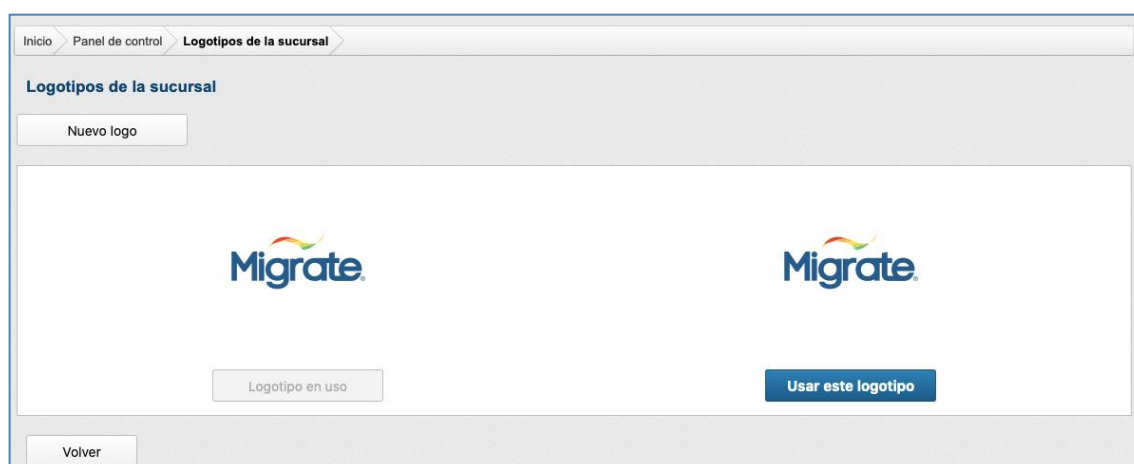 Inicio Panel de control Logotipos de la sucursal
Logotipos de la sucursal
Nuevo logo
Migrate® Migrate®
Logotipo en uso Usar este logotipo
Volver